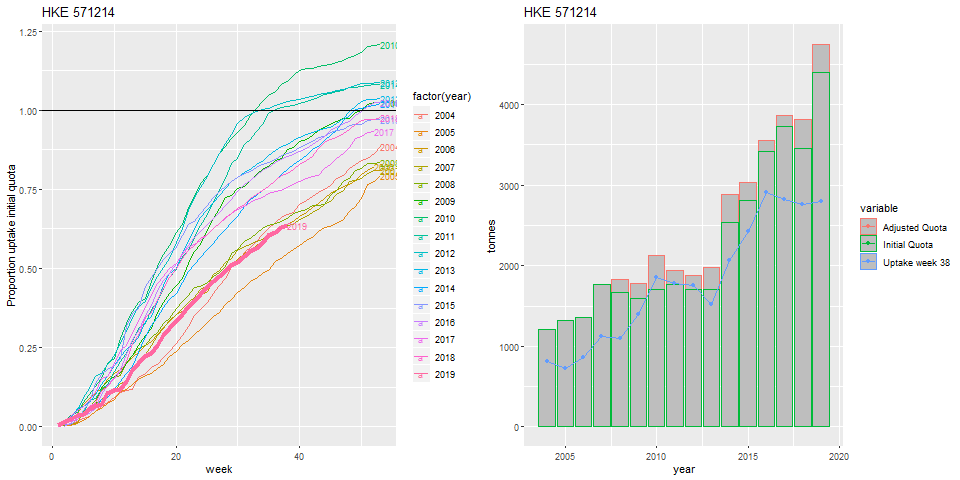 HKE 571214
Proportion uptake initial quota
1.25
1.00
0.75
0.50
0.25
0.00
0
20
40
week
2010
2017
2004
2019
factor(year)
a 2004
a 2005
a 2006
a 2007
a 2008
a 2009
a 2010
a 2011
a 2012
a 2013
a 2014
a 2015
a 2016
a 2017
a 2018
a 2019
HKE 571214
tonnes
4000
3000
2000
1000
0
2005
2010
2015
2020
year
variable
Adjusted Quota
Initial Quota
Uptake week 38